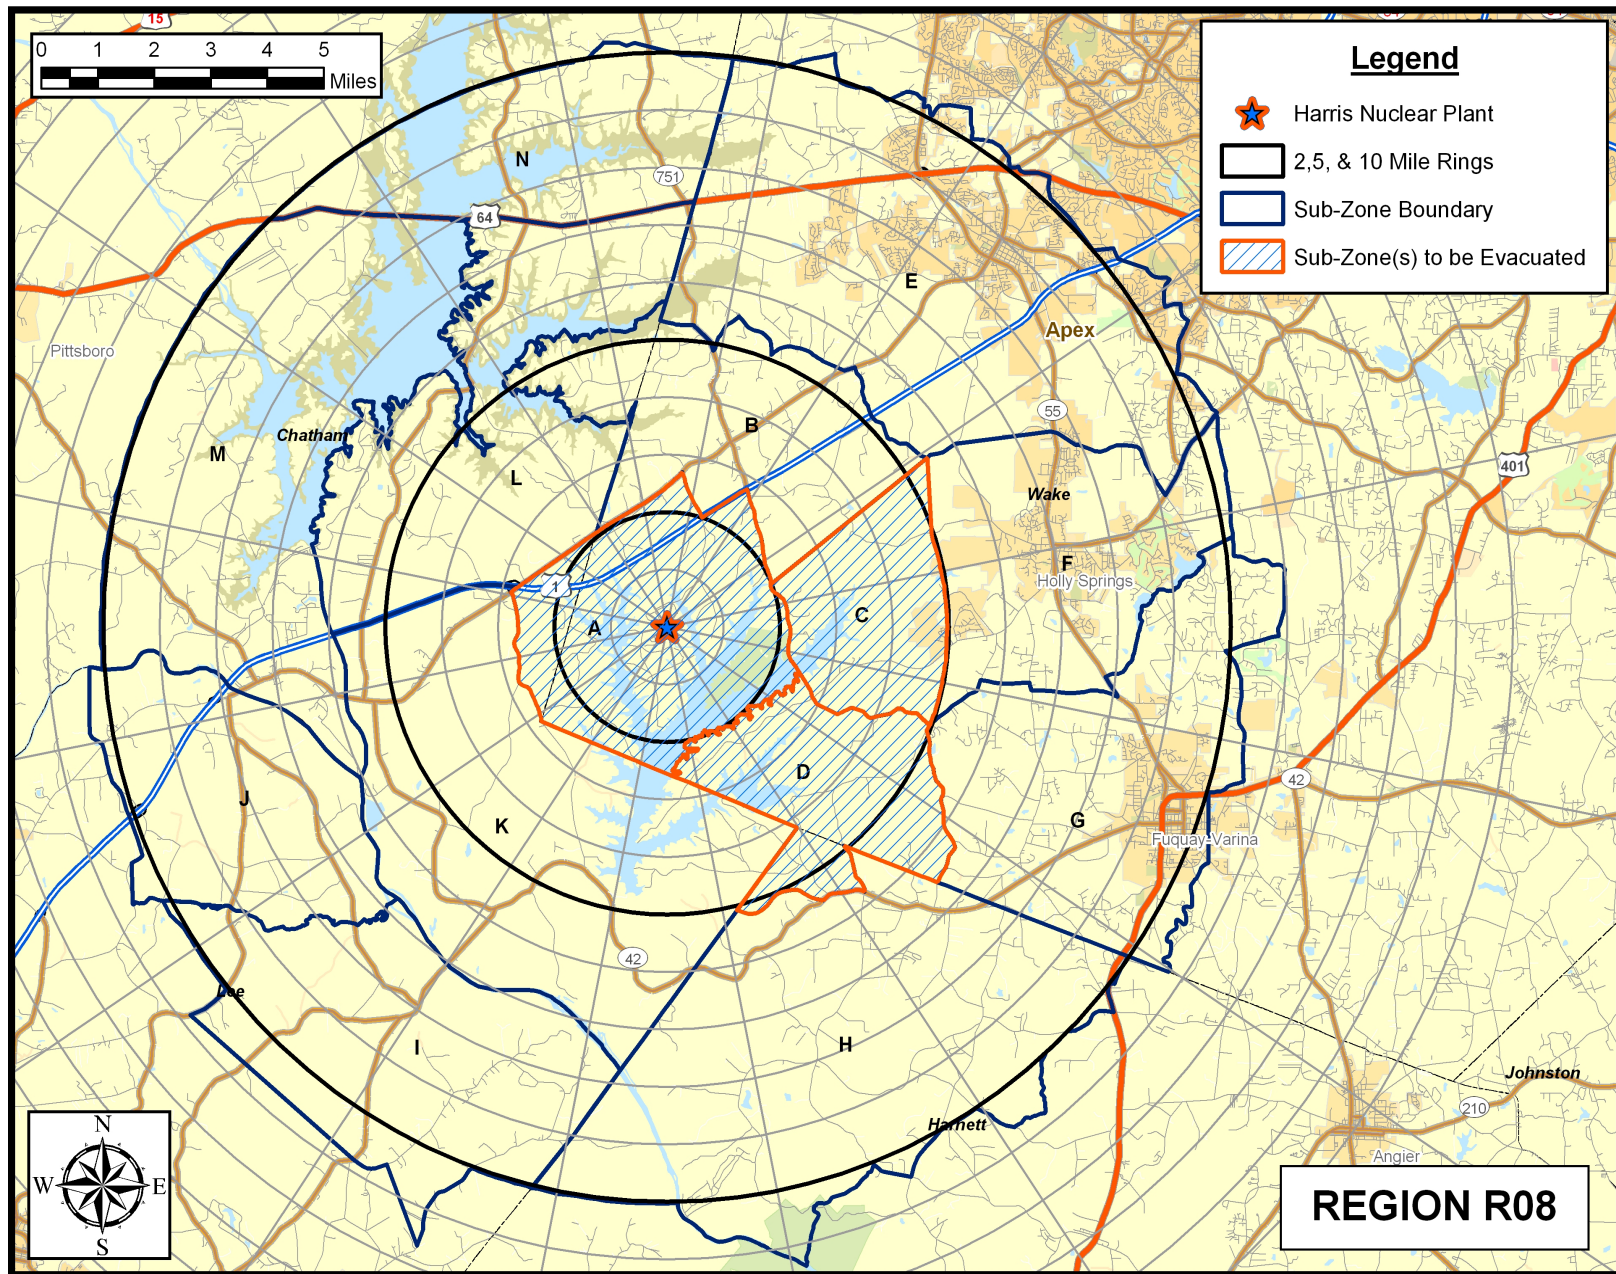 15
0 1 2 3 4 5
Miles
Legend
Harris Nuclear Plant
2,5, & 10 Mile Rings
Sub-Zone Boundary
Sub-Zone(s) to be Evacuated
N
751
64
E
Apex
Pittsboro
55
B
Chatham
M
L
401
Wake
F
Holly Springs
1
A
C
D
42
J
G
K
Fuquay-Varina
42
Lee
I
H
Johnston
210
Harnett
Angier
N
W E
S
REGION R08